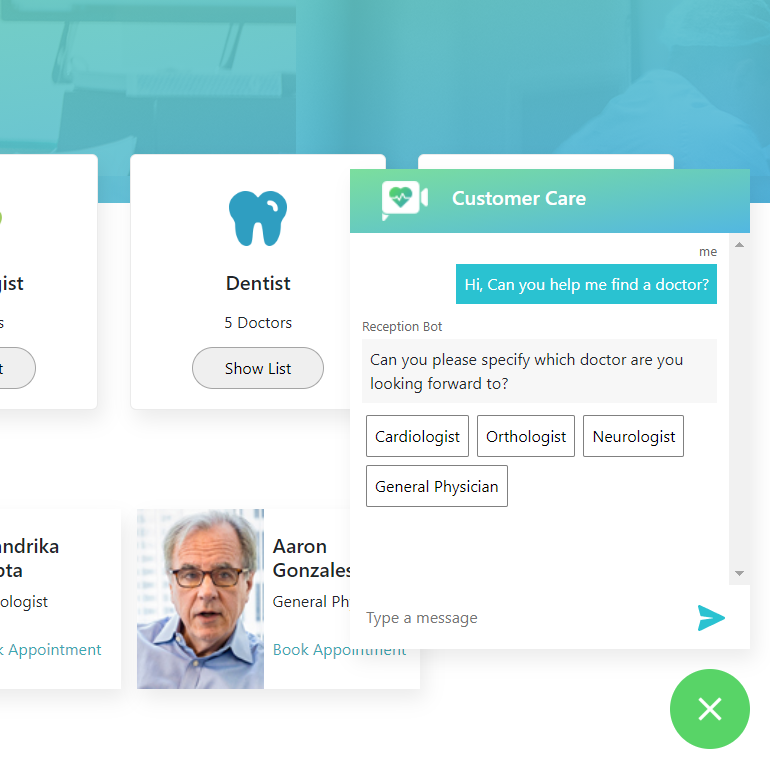 gist
s
t
Dentist
5 Doctors
Show List
Customer Care
me
Hi, Can you help me find a doctor?
Reception Bot
Can you please specify which doctor are you
looking forward to?
Cardiologist
Orthologist
Neurologist
General Physician
Type a message
ndrika
pta
ologist
k Appointment
Aaron
Gonzales
General Ph
Book Appointment